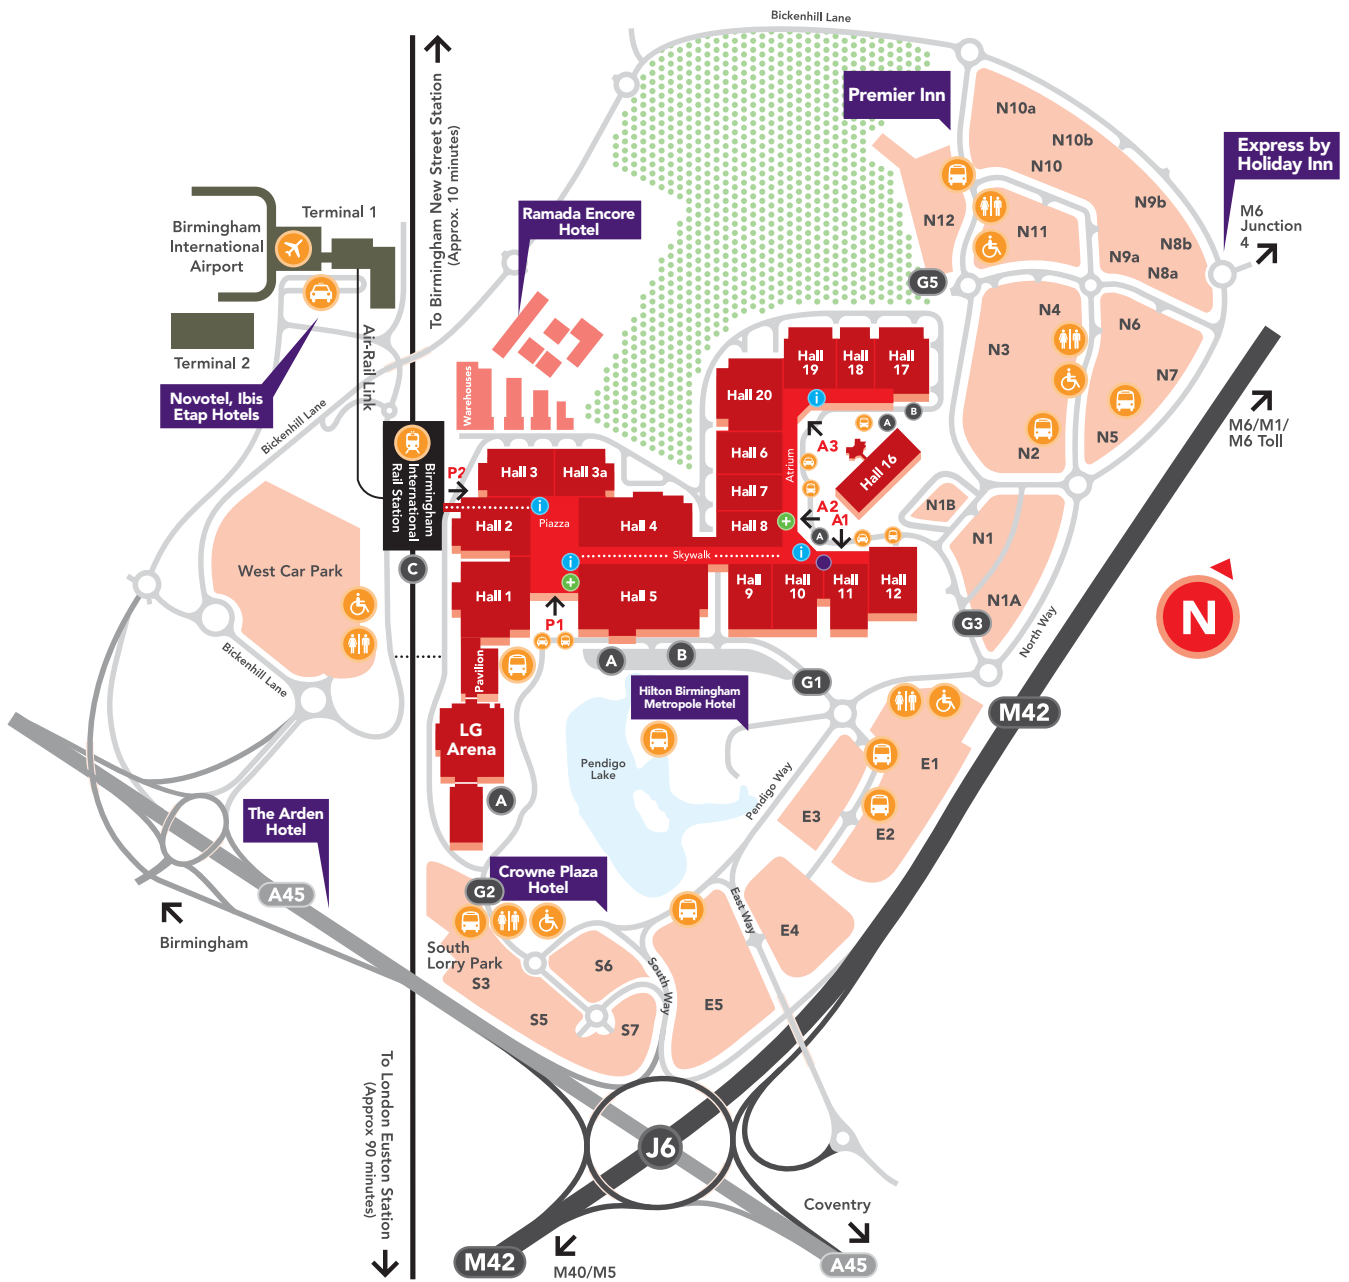 Bickenhill Lane
To Birmingham New Street Station
(Approx. 10 minutes)
Premier Inn
N10a
N10b
N10
N9b
N8b
N9a
N8a
N12
N11
G5
Express by
Holiday Inn
M6
Junction
4
Terminal 1
Birmingham
International
Airport
Terminal 2
Novotel, Ibis
Etap Hotels
Air-Rail Link
Bickenhill Lane
Ramada Encore
Hotel
Warehouses
N4
N3
N6
N7
N5
N2
M6/M1/
M6 Toll
Hall
19
Hall
18
Hall
17
Hall 20
i
A
B
A3
Hall 6
Atrium
Hall 16
Hall 7
A2
A1
Hall 8
A
i
Birmingham
International
Rail Station
P2
Hall 3
Hall 3a
i
Hall 2
Piazza
Hall 4
Skywalk
i
C
Hall 1
Hall 5
P1
Hall
9
Hall
10
Hall
11
Hall
12
N1B
N1
N1A
G3
North Way
N
West Car Park
Bickenhill Lane
Pavilion
A
B
G1
Hilton Birmingham
Metropole Hotel
M42
LG
Arena
A
Pendigo
Lake
Pendigo Way
E1
E3
E2
The Arden
Hotel
A45
Birmingham
G2
Crowne Plaza
Hotel
South
Lorry Park
S3
S6
S5
S7
South Way
East Way
E4
E5
To London Euston Station
(Approx 90 minutes)
J6
Coventry
M42
M40/M5
A45